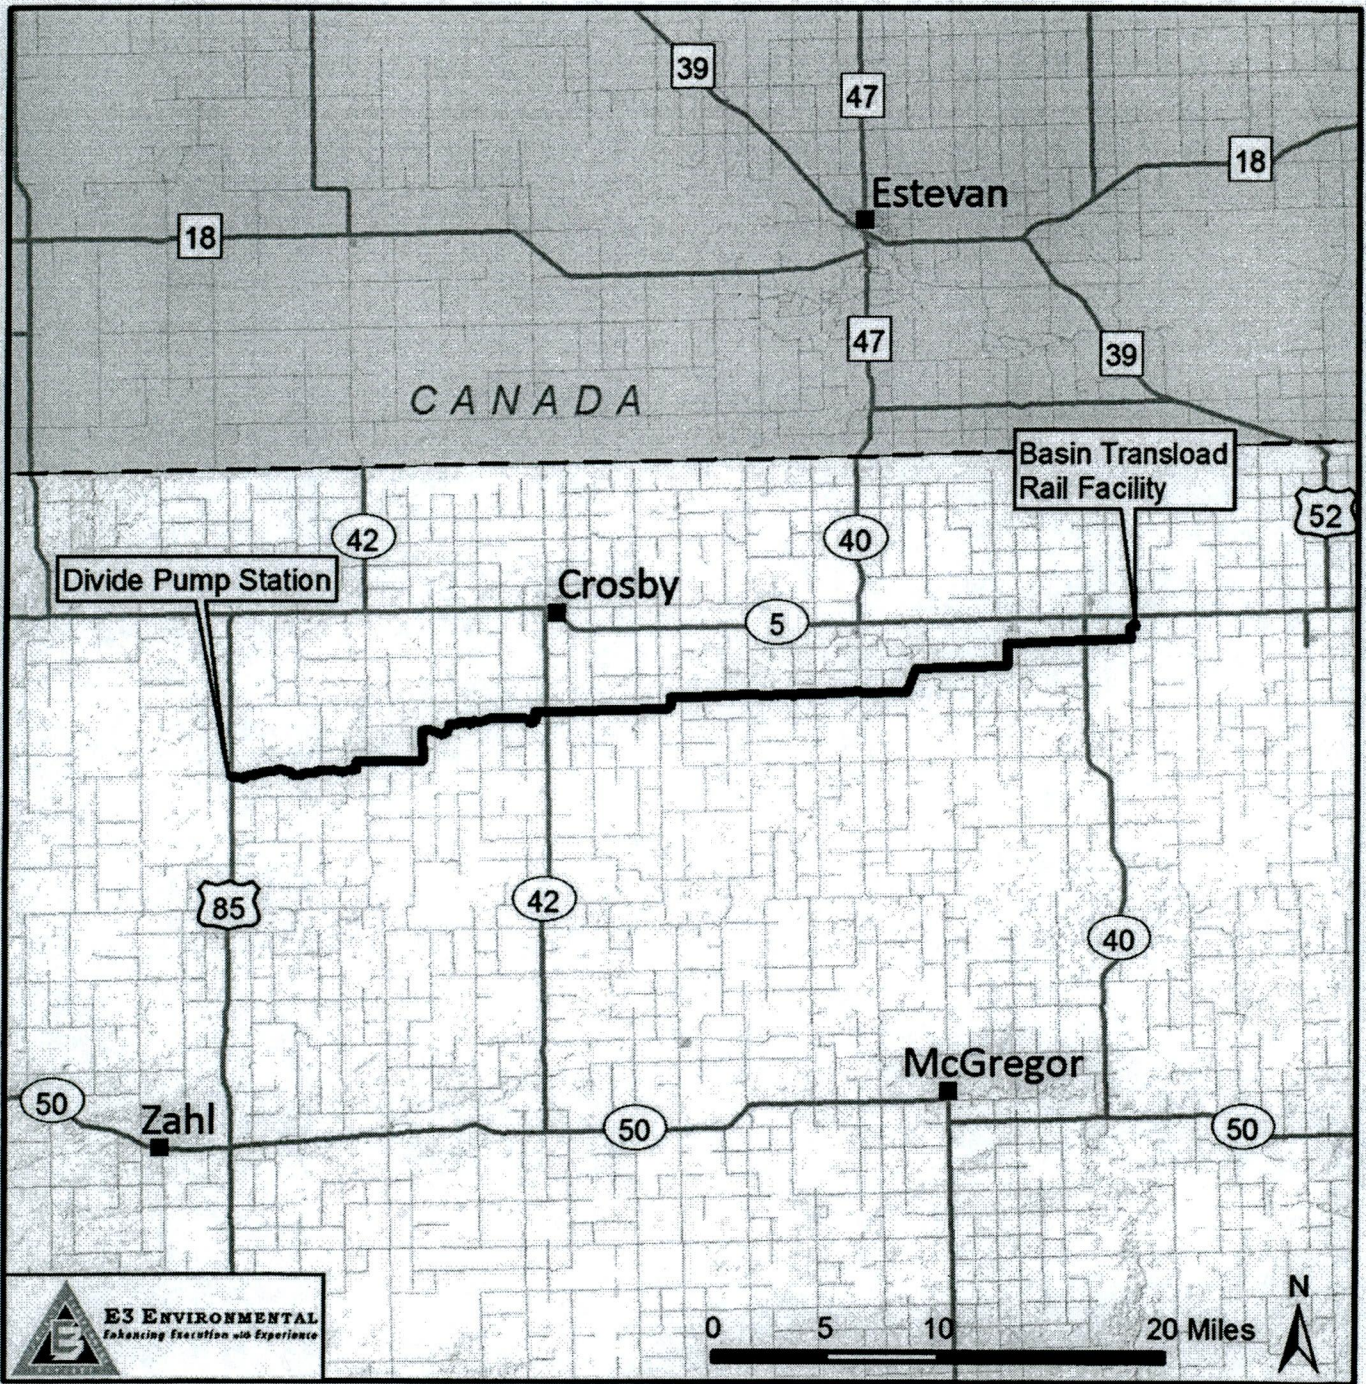 39
47
18
Estevan
18
47
39
CANADA
Basin Transload
Rail Facility
52
42
40
Divide Pump Station
Crosby
5
85
42
40
McGregor
50
Zahl
50
50
E3 ENVIRONMENTAL
Enhancing Execution with Experience
N
0 5 10 20 Miles
E